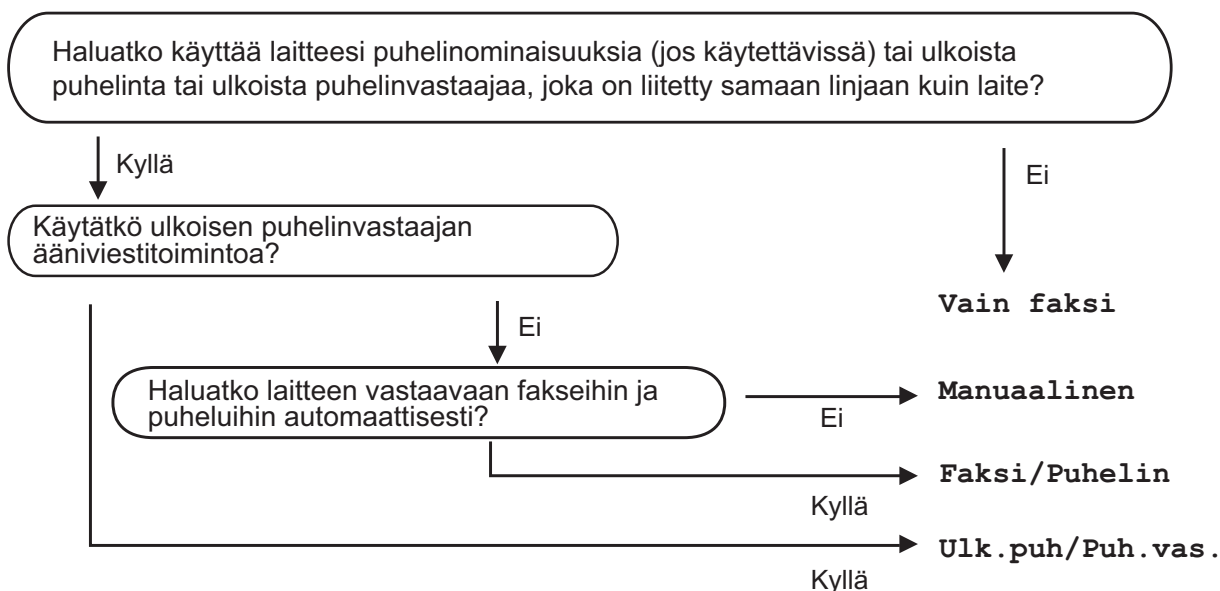 Haluatko käyttää laitteesi puhelinominaisuuksia (jos käytettävissä) tai ulkoista
puhelinta tai ulkoista puhelinvastaajaa, joka on liitetty samaan linjaan kuin laite?
Kyllä
Ei
Käytätkö ulkoisen puhelinvastaajan
ääniviestitoimintoa?
Vain faksi
Ei
Haluatko laitteen vastaavaan fakseihin ja
puheluihin automaattisesti?
Ei
Manuaalinen
Kyllä
Faksi/Puhelin
Kyllä
Ulk.puh/Puh.vas.